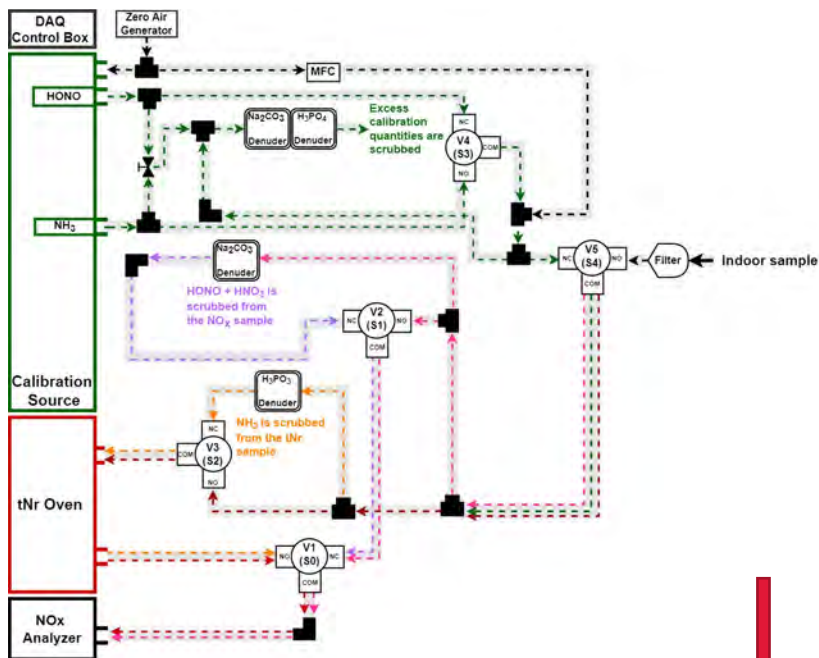 DAQ
Control Box
Zero Air
Generator
MFC
HONO
Na2CO3
Denuder
H3PO4
Denuder
Excess
calibration
quantities are
scrubbed
NC
V4
(S3)
COM
NO
NH3
Na2CO3
Denuder
HONO + HNO2 is
scrubbed from
the NOX sample
NC
V5
(S4)
NO
COM
Filter
Indoor sample
NC
V2
(S1)
NO
COM
Calibration
Source
H3PO3
Denuder
NH3 is scrubbed
from the tNr
sample
NC
V3
(S2)
COM
NO
tNr Oven
NO
V1
(S0)
NC
COM
NOx
Analyzer